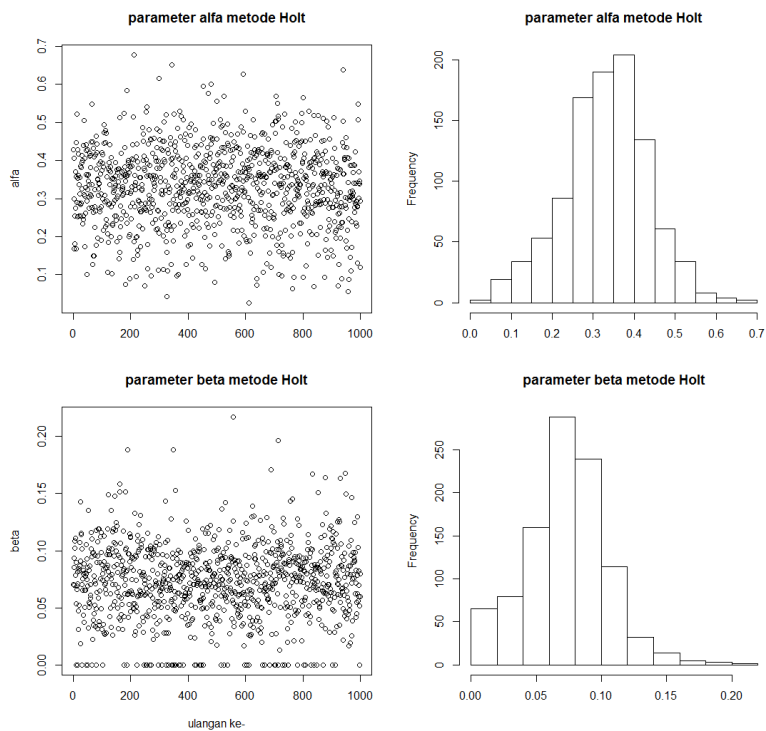 parameter alfa metode Holt
parameter alfa metode Holt
alfa
0.1
0.2
0.3
0.4
0.5
0.6
0.7
0 200 400 600 800 1000
Frequency
0
50
100
150
200
0.0 0.1 0.2 0.3 0.4 0.5 0.6 0.7
parameter beta metode Holt
parameter beta metode Holt
beta
0.00
0.05
0.10
0.15
0.20
0 200 400 600 800 1000
ulangan ke-
Frequency
0
50
100
150
200
250
0.00 0.05 0.10 0.15 0.20